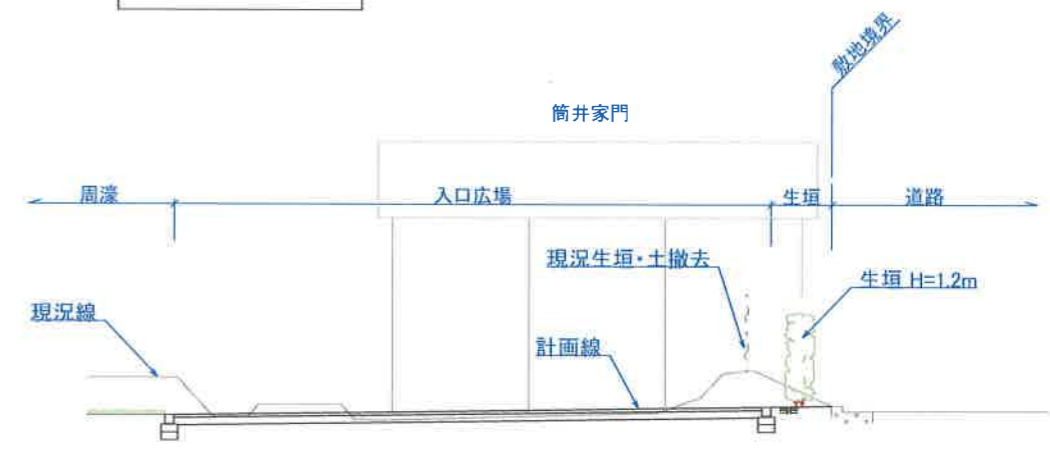 敷地境界
筒井家門
周濠
入口広場
生垣
道路
現況生垣・土撤去
生垣 H=1.2m
現況線
計画線